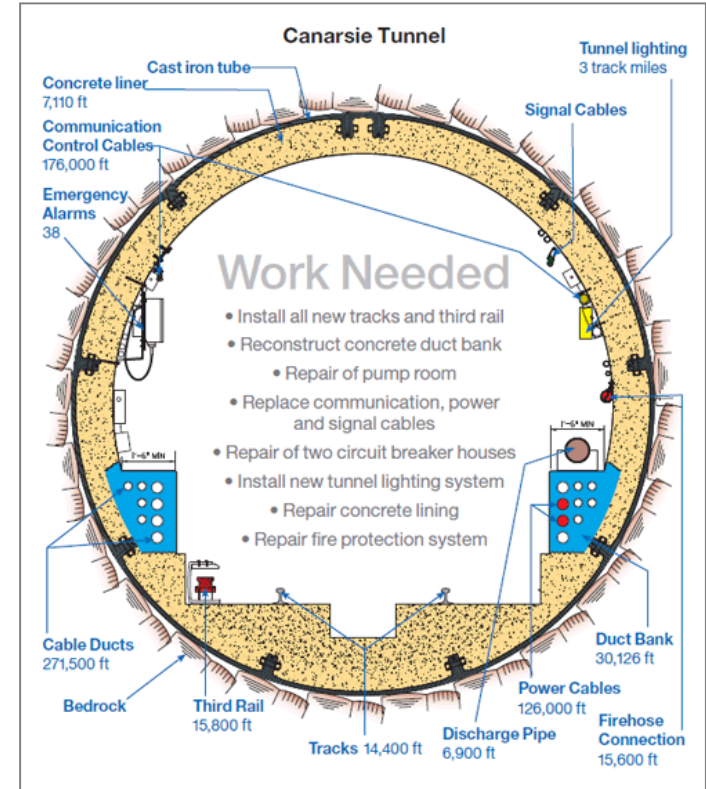 Canarsie Tunnel
Tunnel lighting
3 track miles
Cast iron tube
Concrete liner
7,110 ft
Signal Cables
Communication
Control Cables
176,000 ft
Emergency
Alarms
38
Work Needed
• Install all new tracks and third rail
• Reconstruct concrete duct bank
• Repair of pump room
• Replace communication, power
and signal cables
• Repair of two circuit breaker houses
• Install new tunnel lighting system
• Repair concrete lining
• Repair fire protection system
1'-6" MIN
1'-6" MIN
Cable Ducts
271,500 ft
Bedrock
Third Rail
15,800 ft
Tracks 14,400 ft
Discharge Pipe
6,900 ft
Power Cables
126,000 ft
Duct Bank
30,126 ft
Firehose
Connection
15,600 ft